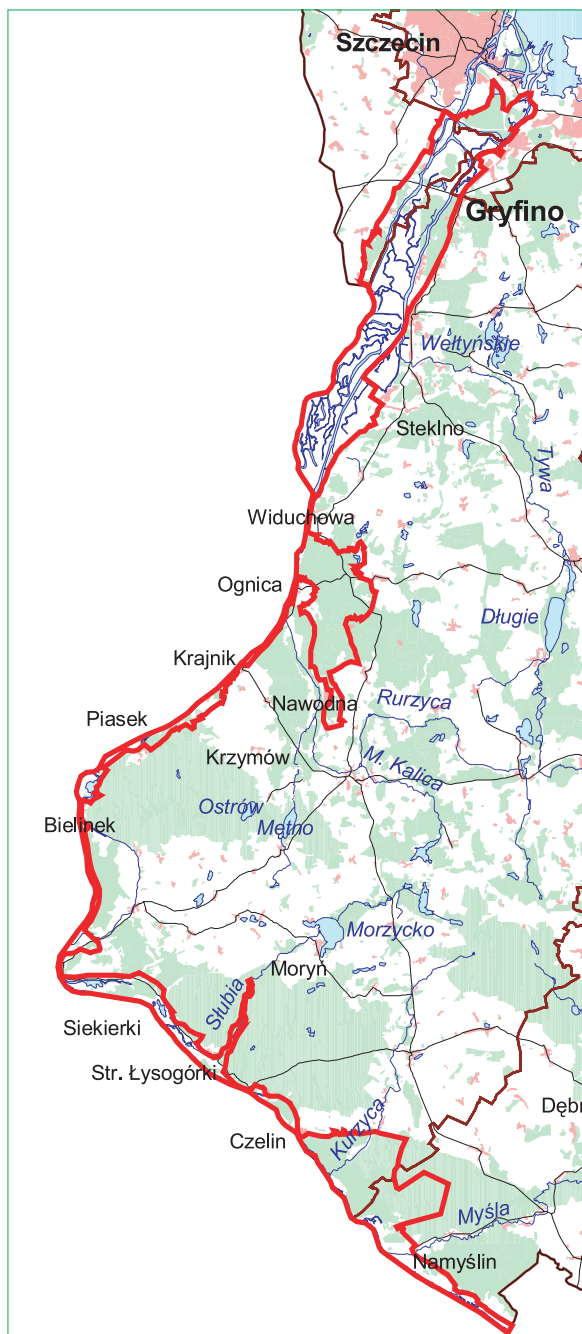 Szczecin
Gryfino
Wełtyńskie
Steklno
Tywa
Widuchowa
Ognica
Długie
Krajnik
Nawodna
Rurzyca
Piasek
Krzymów
M. Kalica
Ostrów
Mętno
Bielinek
Morzycko
Moryń
Słubia
Siekierki
Str. Łysogórki
Kurzyca
Dębn
Czelin
Myśla
Namyślin